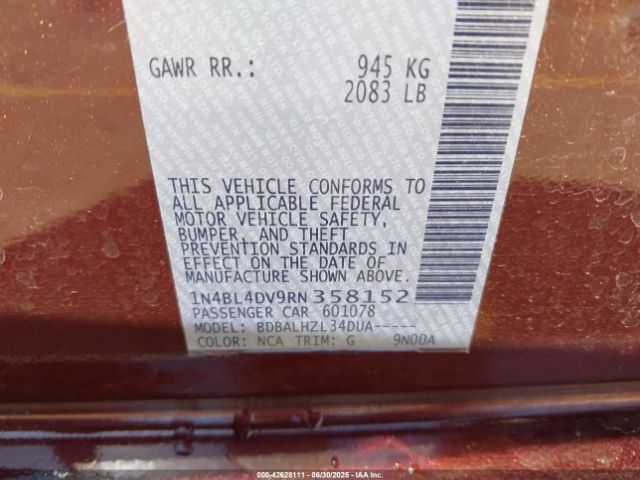 GAWR RR.: 945 KG
2083 LB
THIS VEHICLE CONFORMS TO
ALL APPLICABLE FEDERAL
MOTOR VEHICLE SAFETY,
BUMPER, AND THEFT
PREVENTION STANDARDS IN
EFFECT ON THE DATE OF
MANUFACTURE SHOWN ABOVE.
1N4BL4DV9RN358152
PASSENGER CAR 601078
MODEL: BDBALHZL34DUA-----
COLOR: NCA TRIM: G 9N00A
000-42628111 - 06/30/2025 - IAAI.COM